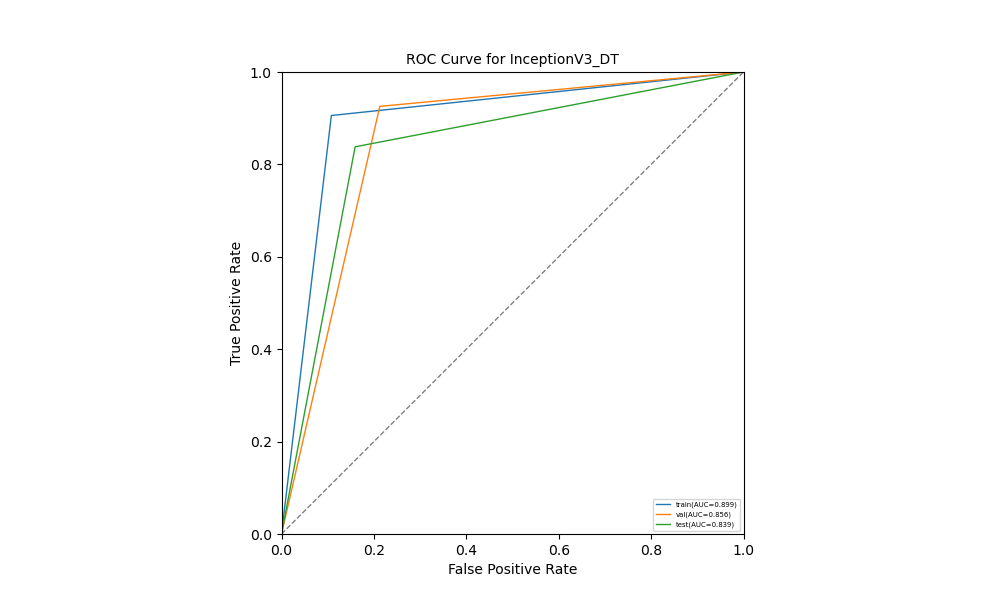 ROC Curve for InceptionV3_DT
1.0
0.8
0.6
0.4
0.2
0.0
True Positive Rate
train(AUC=0.899)
val(AUC=0.856)
test(AUC=0.839)
0.0 0.2 0.4 0.6 0.8 1.0
False Positive Rate